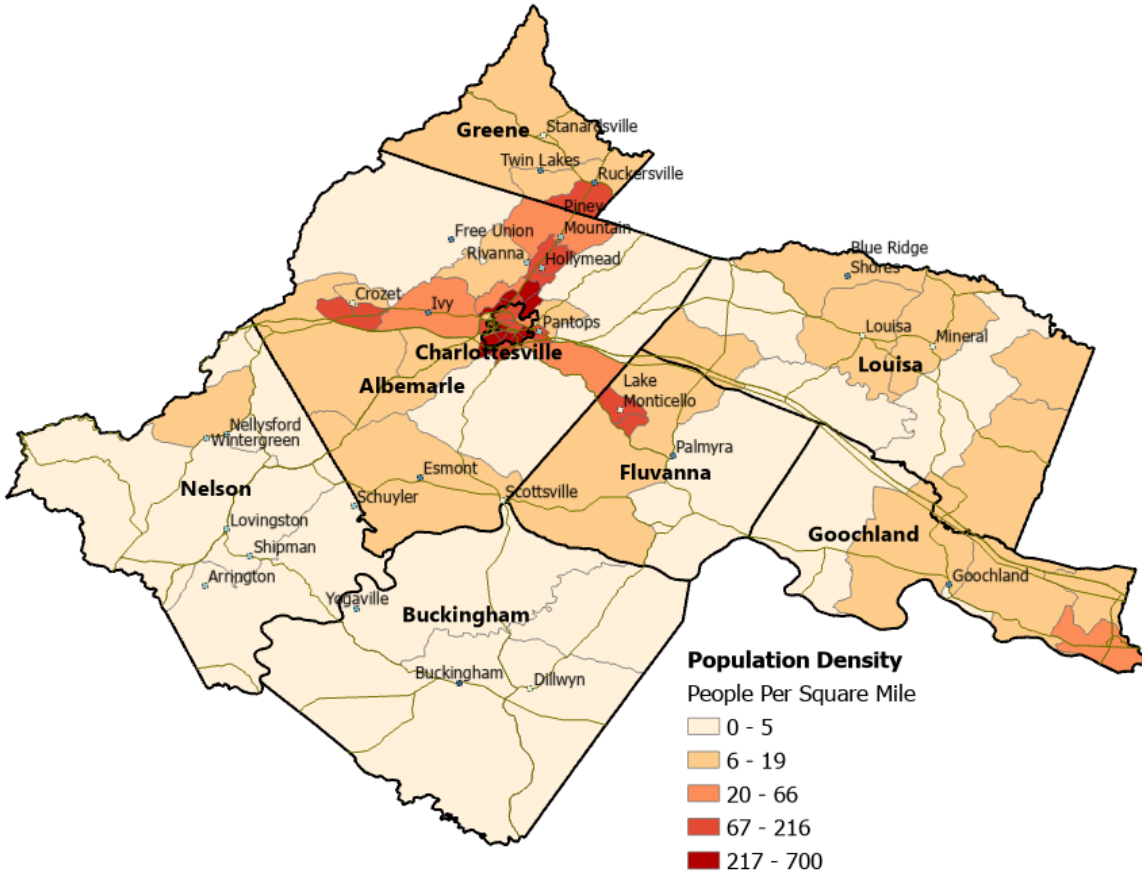 Greene
Stanardsville
Twin Lakes
Ruckersville
Piney
Mountain
Free Union
Rivanna
Hollymead
Blue Ridge
Shores
Crozet
Ivy
Pantops
Louisa
Mineral
Charlottesville
Louisa
Albemarle
Lake
Monticello
Nellysford
Wintergreen
Palmyra
Esmont
Fluvanna
Nelson
Scottsville
Schuyler
Lovingston
Goochland
Shipman
Arrington
Goochland
Yogaville
Buckingham
Buckingham
Dillwyn
Population Density
People Per Square Mile
0 - 5
6 - 19
20 - 66
67 - 216
217 - 700